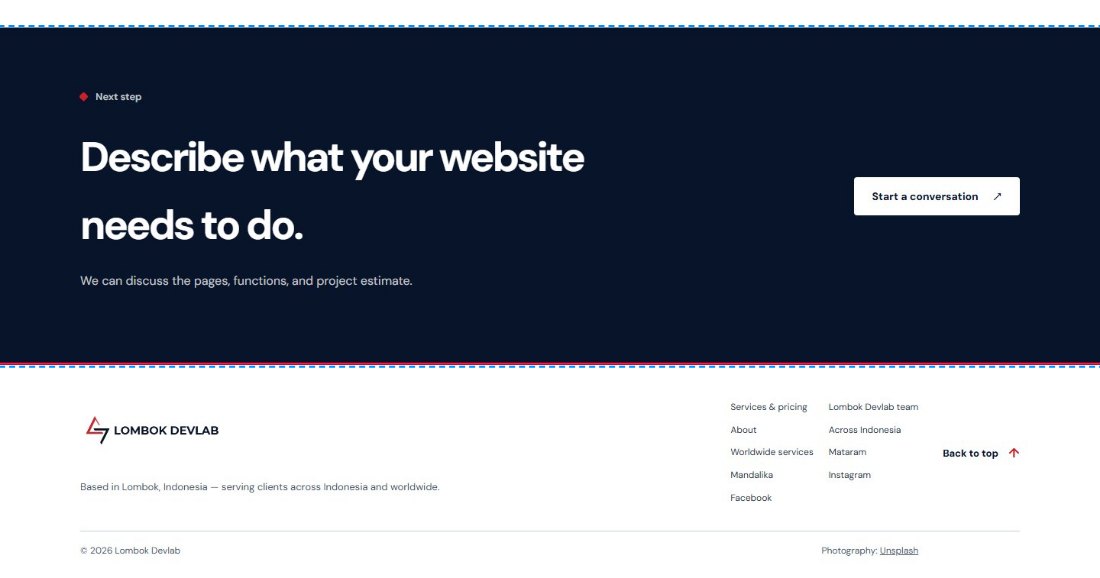 Next step
Describe what your website
needs to do.
We can discuss the pages, functions, and project estimate.
Start a conversation ↗
LOMBOK DEVLAB
Based in Lombok, Indonesia — serving clients across Indonesia and worldwide.
Services & pricing
About
Worldwide services
Mandalika
Facebook
Lombok Devlab team
Across Indonesia
Mataram
Instagram
Back to top ↑
© 2026 Lombok Devlab
Photography: Unsplash